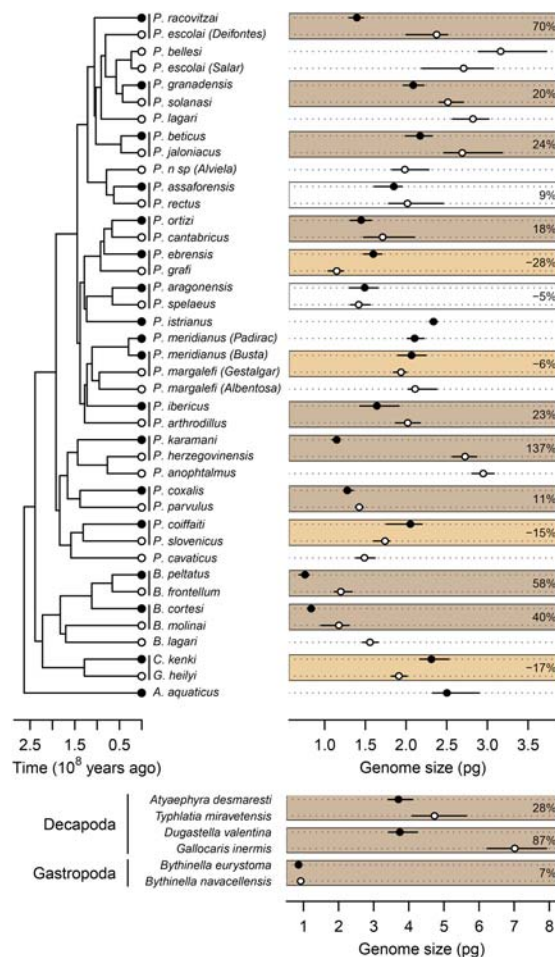 P. racovitzai
70%
P. escolai (Deifontes)
P. bellesi
P. escolai (Salar)
P. granadensis
20%
P. solanasi
P. lagari
P. beticus
24%
P. jaloniacus
P. n sp (Alviela)
P. assaforensis
9%
P. rectus
P. ortizi
18%
P. cantabricus
P. ebrensis
−28%
P. grafi
P. aragonensis
−5%
P. spelaeus
P. istrianus
P. meridianus (Padirac)
P. meridianus (Busta)
−6%
P. margalefi (Gestalgar)
P. margalefi (Albentosa)
P. ibericus
23%
P. arthrodillus
P. karamani
137%
P. herzegovinensis
P. anophtalmus
P. coxalis
11%
P. parvulus
P. coiffaiti
−15%
P. slovenicus
P. cavaticus
B. peltatus
58%
B. frontellum
B. cortesi
40%
B. molinai
B. lagari
C. kenki
−17%
G. heilyi
A. aquaticus
2.5 1.5 0.5
1.0 1.5 2.0 2.5 3.0 3.5
Time (10⁸ years ago)
Genome size (pg)
Decapoda
Atyaephyra desmaresti
28%
Typhlatia miravetensis
Dugastella valentina
87%
Gallocaris inermis
Gastropoda
Bythinella eurystoma
7%
Bythinella navacellensis
1 2 3 4 5 6 7 8
Genome size (pg)